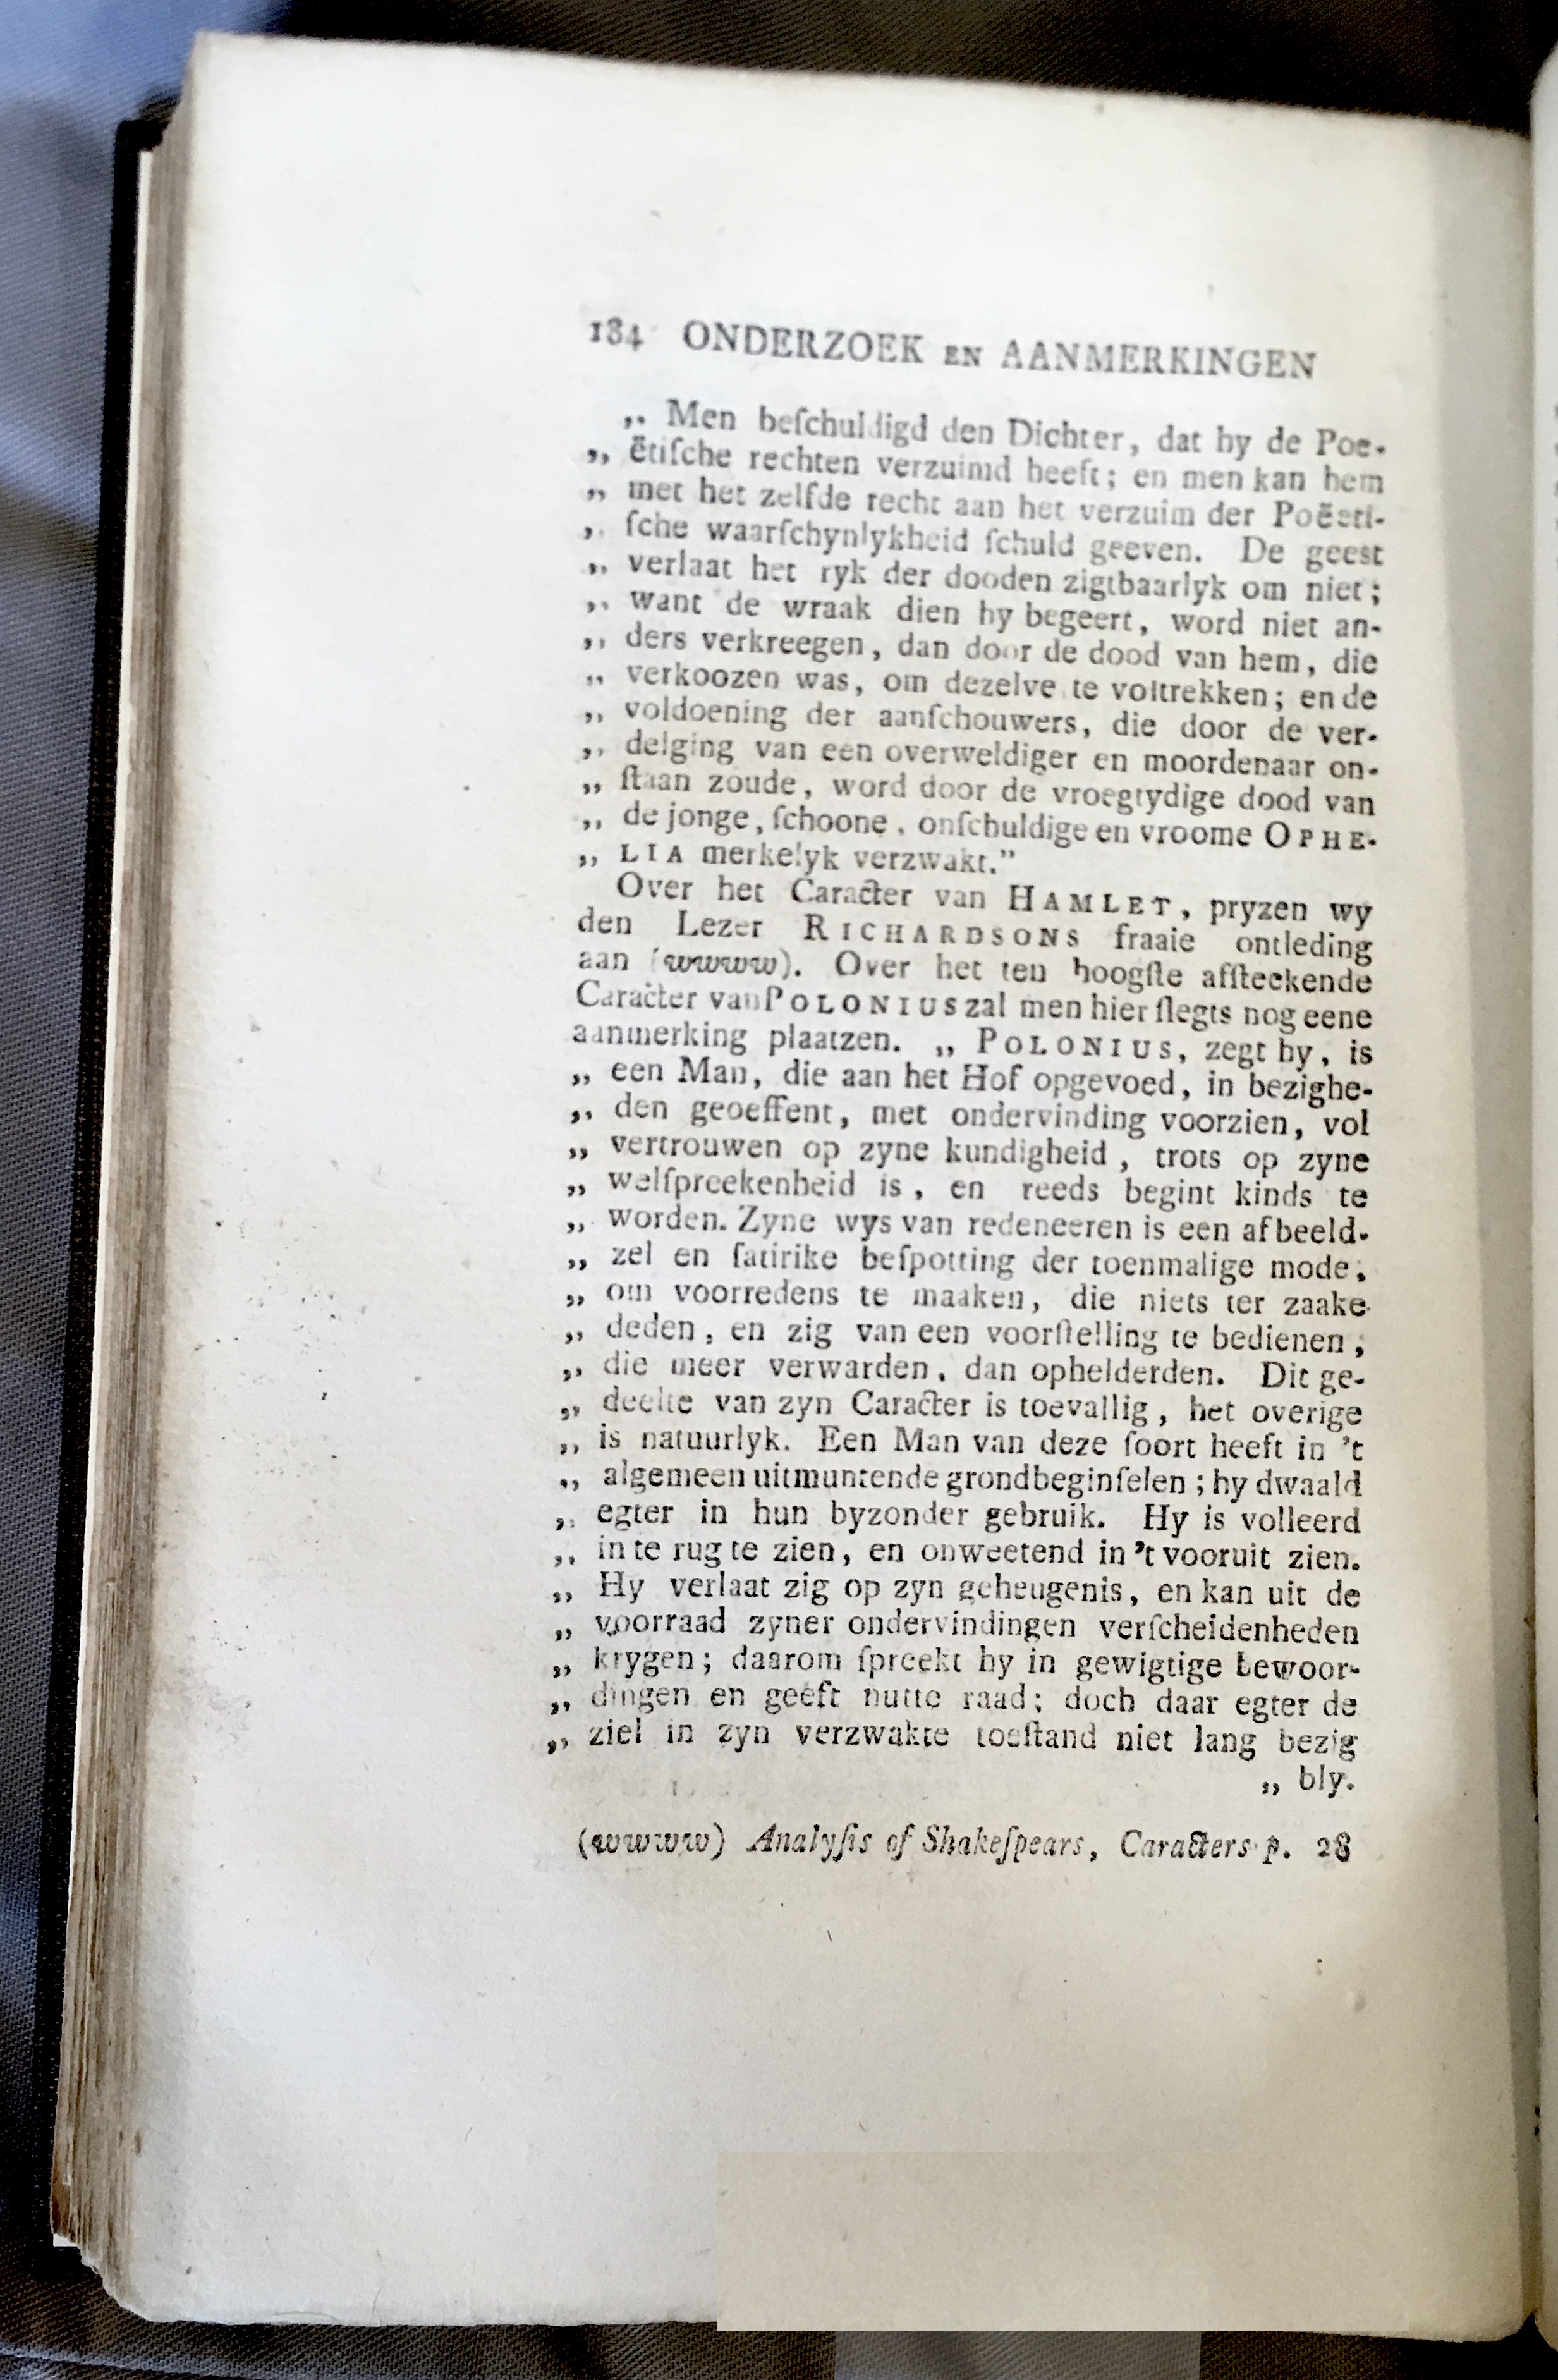 184 ONDERZOEK EN AANMERKINGEN
„ Men beſchuldigd den Dichter, dat hy de Poe-
„ ëtiſche rechten verzuimd heeft; en men kan hem
„ met het zelfde recht aan het verzuim der Poëeti-
„ ſche waarſchynlykheid ſchuld geeven. De geest
„ verlaat het ryk der dooden zigtbaarlyk om niet;
„ want de wraak dien hy begeert, word niet an-
„ ders verkreegen, dan door de dood van hem, die
„ verkoozen was, om dezelve te voltrekken; en de
„ voldoening der aanſchouwers, die door de ver-
„ delging van een overweldiger en moordenaar on-
„ ſtaan zoude, word door de vroegtydige dood van
„ de jonge, ſchoone, onſchuldige en vroome OPHE-
„ LIA merkelyk verzwakt.”
Over het Caracter van HAMLET, pryzen wy
den Lezer RICHARDSONS fraaie ontleding
aan (wwww). Over het ten hoogſte afſteekende
Caracter van POLONIUS zal men hier ſlegts nog eene
aanmerking plaatzen. „ POLONIUS, zegt hy, is
„ een Man, die aan het Hof opgevoed, in bezighe-
„ den geoeffent, met ondervinding voorzien, vol
„ vertrouwen op zyne kundigheid, trots op zyne
„ welſpreekenheid is, en reeds begint kinds te
„ worden. Zyne wys van redeneeren is een afbeeld-
„ zel en ſatirike beſpotting der toenmalige mode,
„ om voorredens te maaken, die niets ter zaake
„ deden, en zig van een voorſtelling te bedienen,
„ die meer verwarden, dan ophelderden. Dit ge-
„ deelte van zyn Caracter is toevallig, het overige
„ is natuurlyk. Een Man van deze ſoort heeft in 't
„ algemeen uitmuntende grondbeginſelen; hy dwaald
„ egter in hun byzonder gebruik. Hy is volleerd
„ in te rug te zien, en onweetend in 't vooruit zien.
„ Hy verlaat zig op zyn geheugenis, en kan uit de
„ voorraad zyner ondervindingen verſcheidenheden
„ krygen; daarom ſpreekt hy in gewigtige bewoor-
„ dingen en geeft nutte raad; doch daar egter de
„ ziel in zyn verzwakte toeſtand niet lang bezig
„ bly-
(wwww) Analyſis of Shakeſpears, Caracters p. 28